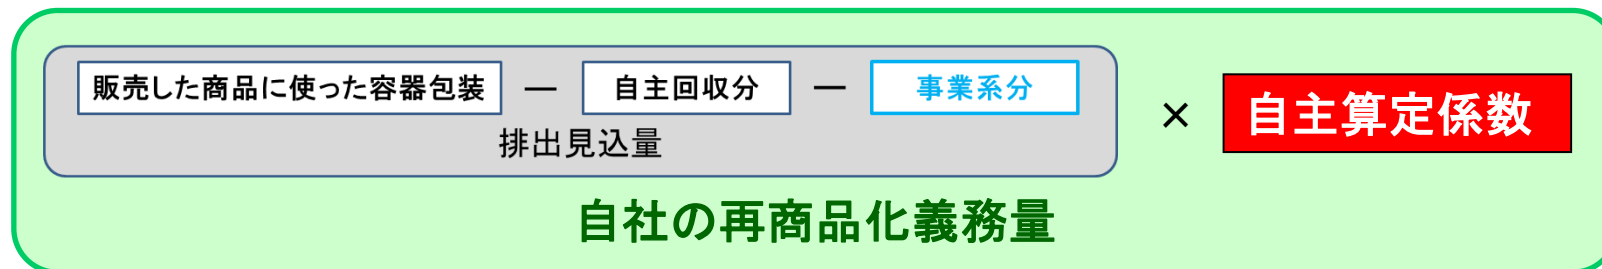 販売した商品に使った容器包装 ― 自主回収分 ― 事業系分 × 自主算定係数
排出見込量
自社の再商品化義務量